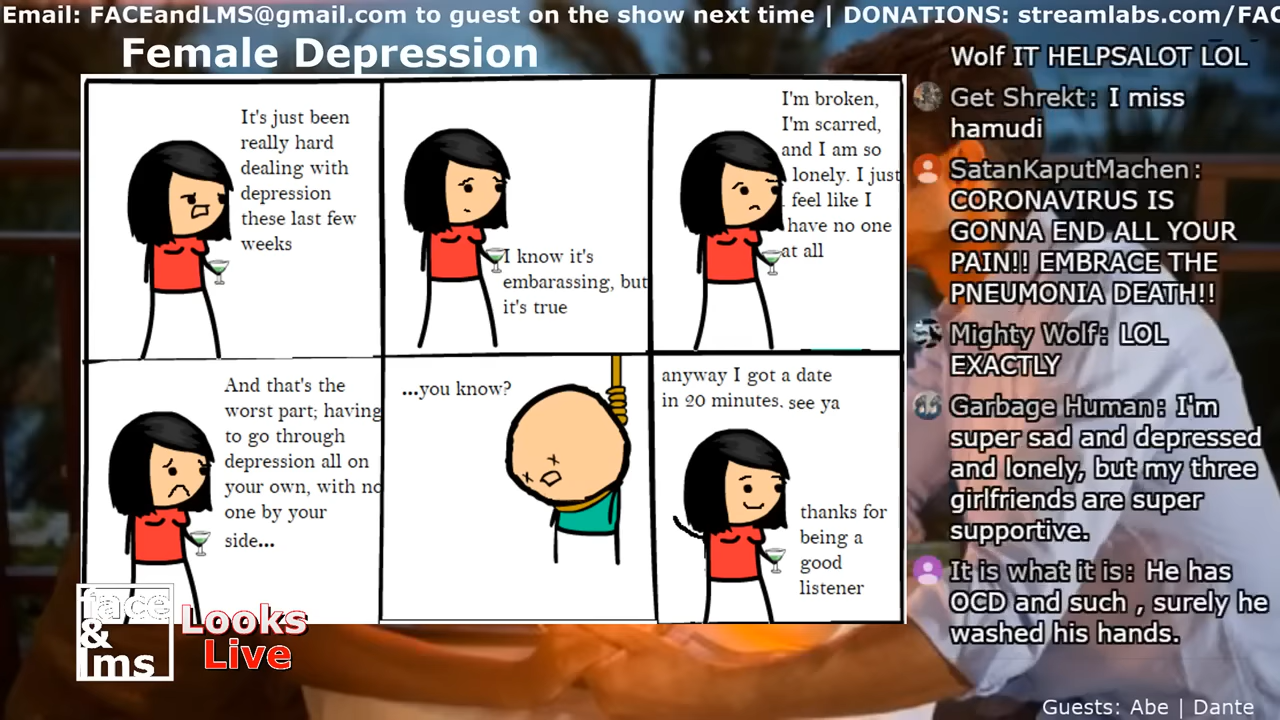 Email: FACEandLMS@gmail.com to guest on the show next time | DONATIONS: streamlabs.com/FAC
Female Depression
It's just been
really hard
dealing with
depression
these last few
weeks
I know it's
embarassing, but
it's true
I'm broken,
I'm scarred,
and I am so
lonely. I just
feel like I
have no one
at all
And that's the
worst part; having
to go through
depression all on
your own, with no
one by your
side...
...you know?
anyway I got a date
in 20 minutes. see ya
thanks for
being a
good
listener
face
&
lms
Looks
Live
Wolf IT HELPSALOT LOL
Get Shrekt: I miss
hamudi
SatanKaputMachen:
CORONAVIRUS IS
GONNA END ALL YOUR
PAIN!! EMBRACE THE
PNEUMONIA DEATH!!
Mighty Wolf: LOL
EXACTLY
Garbage Human: I'm
super sad and depressed
and lonely, but my three
girlfriends are super
supportive.
It is what it is: He has
OCD and such , surely he
washed his hands.
Guests: Abe | Dante